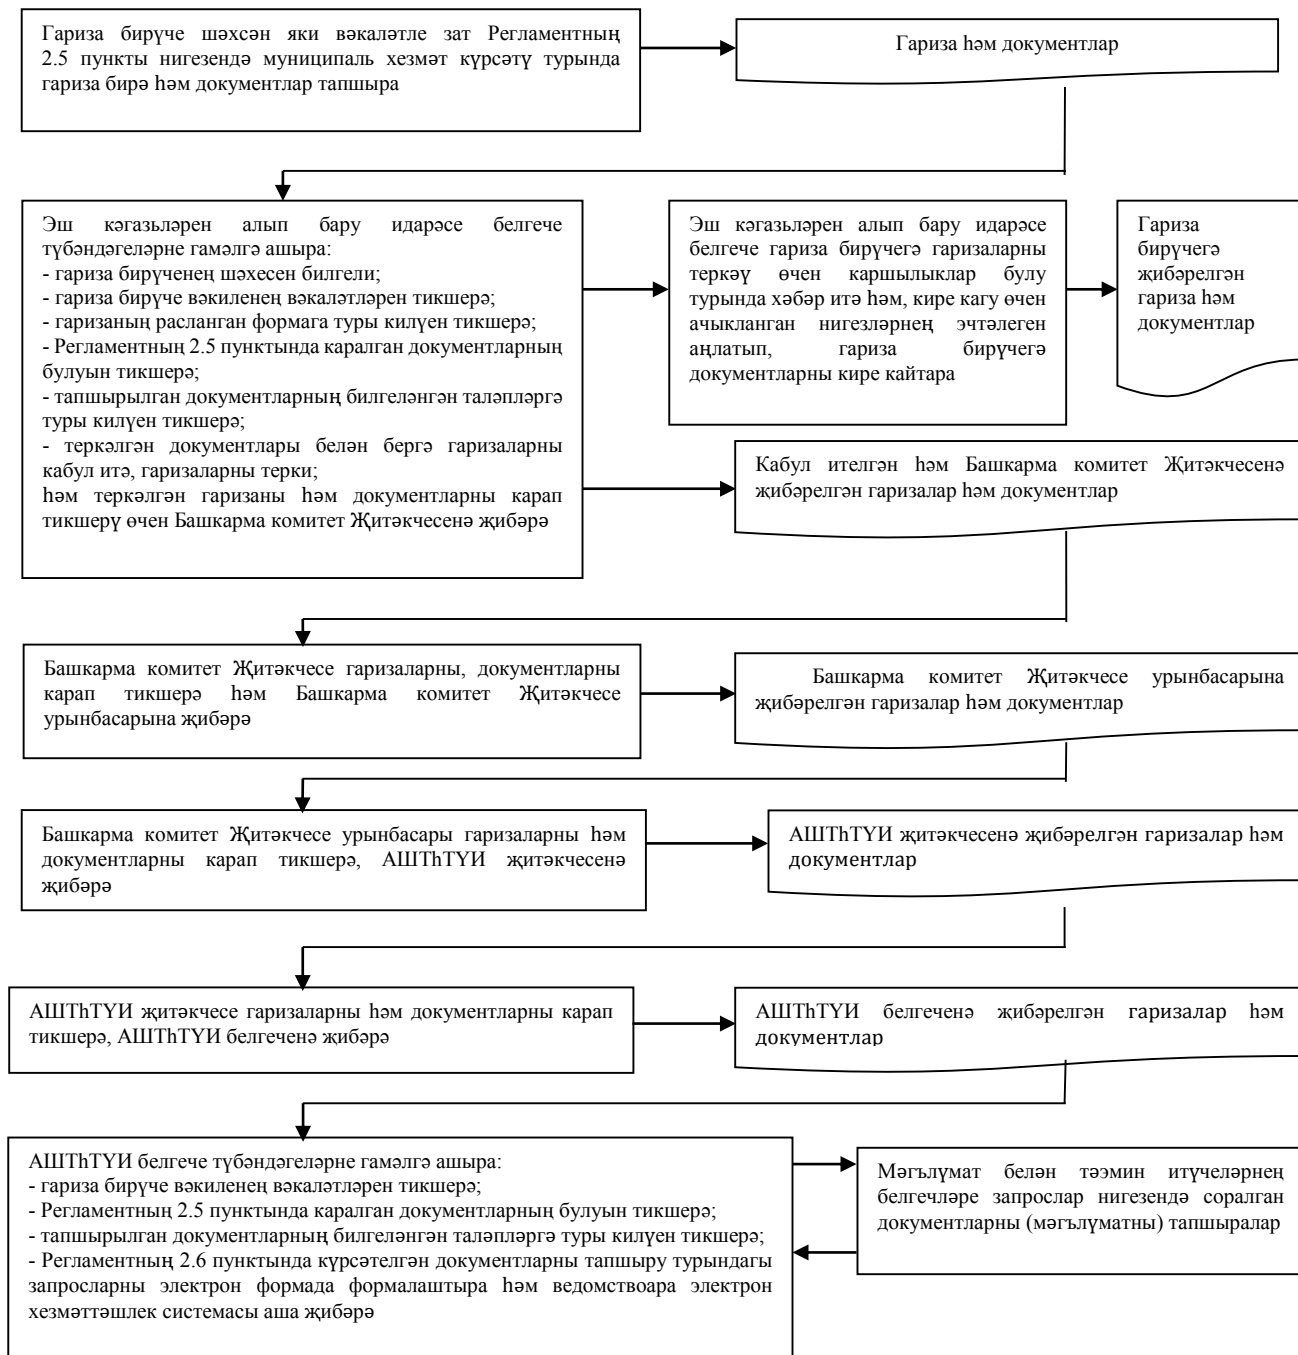 Гариза бирүче шәхсән яки вәкаләтле зат Регламентның
2.5 пункты нигезендә муниципаль хезмәт күрсәтү турында
гариза бирә һәм документлар тапшыра
Гариза һәм документлар
Эш кәгазьләрен алып бару идарәсе белгече
түбәндәгеләрне гамәлгә ашыра:
- гариза бирүченең шәхесен билгели;
- гариза бирүче вәкиленең вәкаләтләрен тикшерә;
- гаризаның расланган формага туры килүен тикшерә;
- Регламентның 2.5 пунктында каралган документларның
булуын тикшерә;
- тапшырылган документларның билгеләнгән таләпләргә
туры килүен тикшерә;
- теркәлгән документлары белән бергә гаризаларны
кабул итә, гаризаларны терки;
һәм теркәлгән гаризаны һәм документларны карап
тикшерү өчен Башкарма комитет Җитәкчесенә җибәрә
Эш кәгазьләрен алып бару идарәсе
белгече гариза бирүчегә гаризаларны
теркәү өчен каршылыклар булу
турында хәбәр итә һәм, кире кагу өчен
ачыкланган нигезләрнең эчтәлеген
аңлатып, гариза бирүчегә
документларны кире кайтара
Гариза
бирүчегә
җибәрелгән
гариза һәм
документлар
Кабул ителгән һәм Башкарма комитет Җитәкчесенә
җибәрелгән гаризалар һәм документлар
Башкарма комитет Җитәкчесе гаризаларны, документларны
карап тикшерә һәм Башкарма комитет Җитәкчесе
урынбасарына җибәрә
Башкарма комитет Җитәкчесе урынбасарына
җибәрелгән гаризалар һәм документлар
Башкарма комитет Җитәкчесе урынбасары гаризаларны һәм
документларны карап тикшерә, АШТһТҮИ җитәкчесенә
җибәрә
АШТһТҮИ җитәкчесенә җибәрелгән гаризалар һәм
документлар
АШТһТҮИ җитәкчесе гаризаларны һәм документларны карап
тикшерә, АШТһТҮИ белгеченә җибәрә
АШТһТҮИ белгеченә җибәрелгән гаризалар һәм
документлар
АШТһТҮИ белгече түбәндәгеләрне гамәлгә ашыра:
- гариза бирүче вәкиленең вәкаләтләрен тикшерә;
- Регламентның 2.5 пунктында каралган документларның булуын тикшерә;
- тапшырылган документларның билгеләнгән таләпләргә туры килүен тикшерә;
- Регламентның 2.6 пунктында күрсәтелгән документларны тапшыру турындагы
запросларны электрон формада формалаштыра һәм ведомствоара электрон
хезмәттәшлек системасы аша җибәрә
Мәгълүмат белән тәэмин итүчеләрнең
белгечләре запрослар нигезендә соралган
документларны (мәгълүматны) тапшыралар